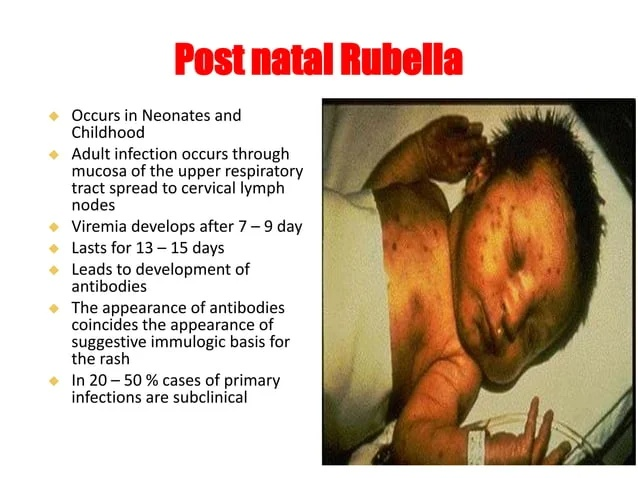 Post natal Rubella
Occurs in Neonates and
Childhood
Adult infection occurs through
mucosa of the upper respiratory
tract spread to cervical lymph
nodes
Viremia develops after 7 – 9 day
Lasts for 13 – 15 days
Leads to development of
antibodies
The appearance of antibodies
coincides the appearance of
suggestive immulogic basis for
the rash
In 20 – 50 % cases of primary
infections are subclinical